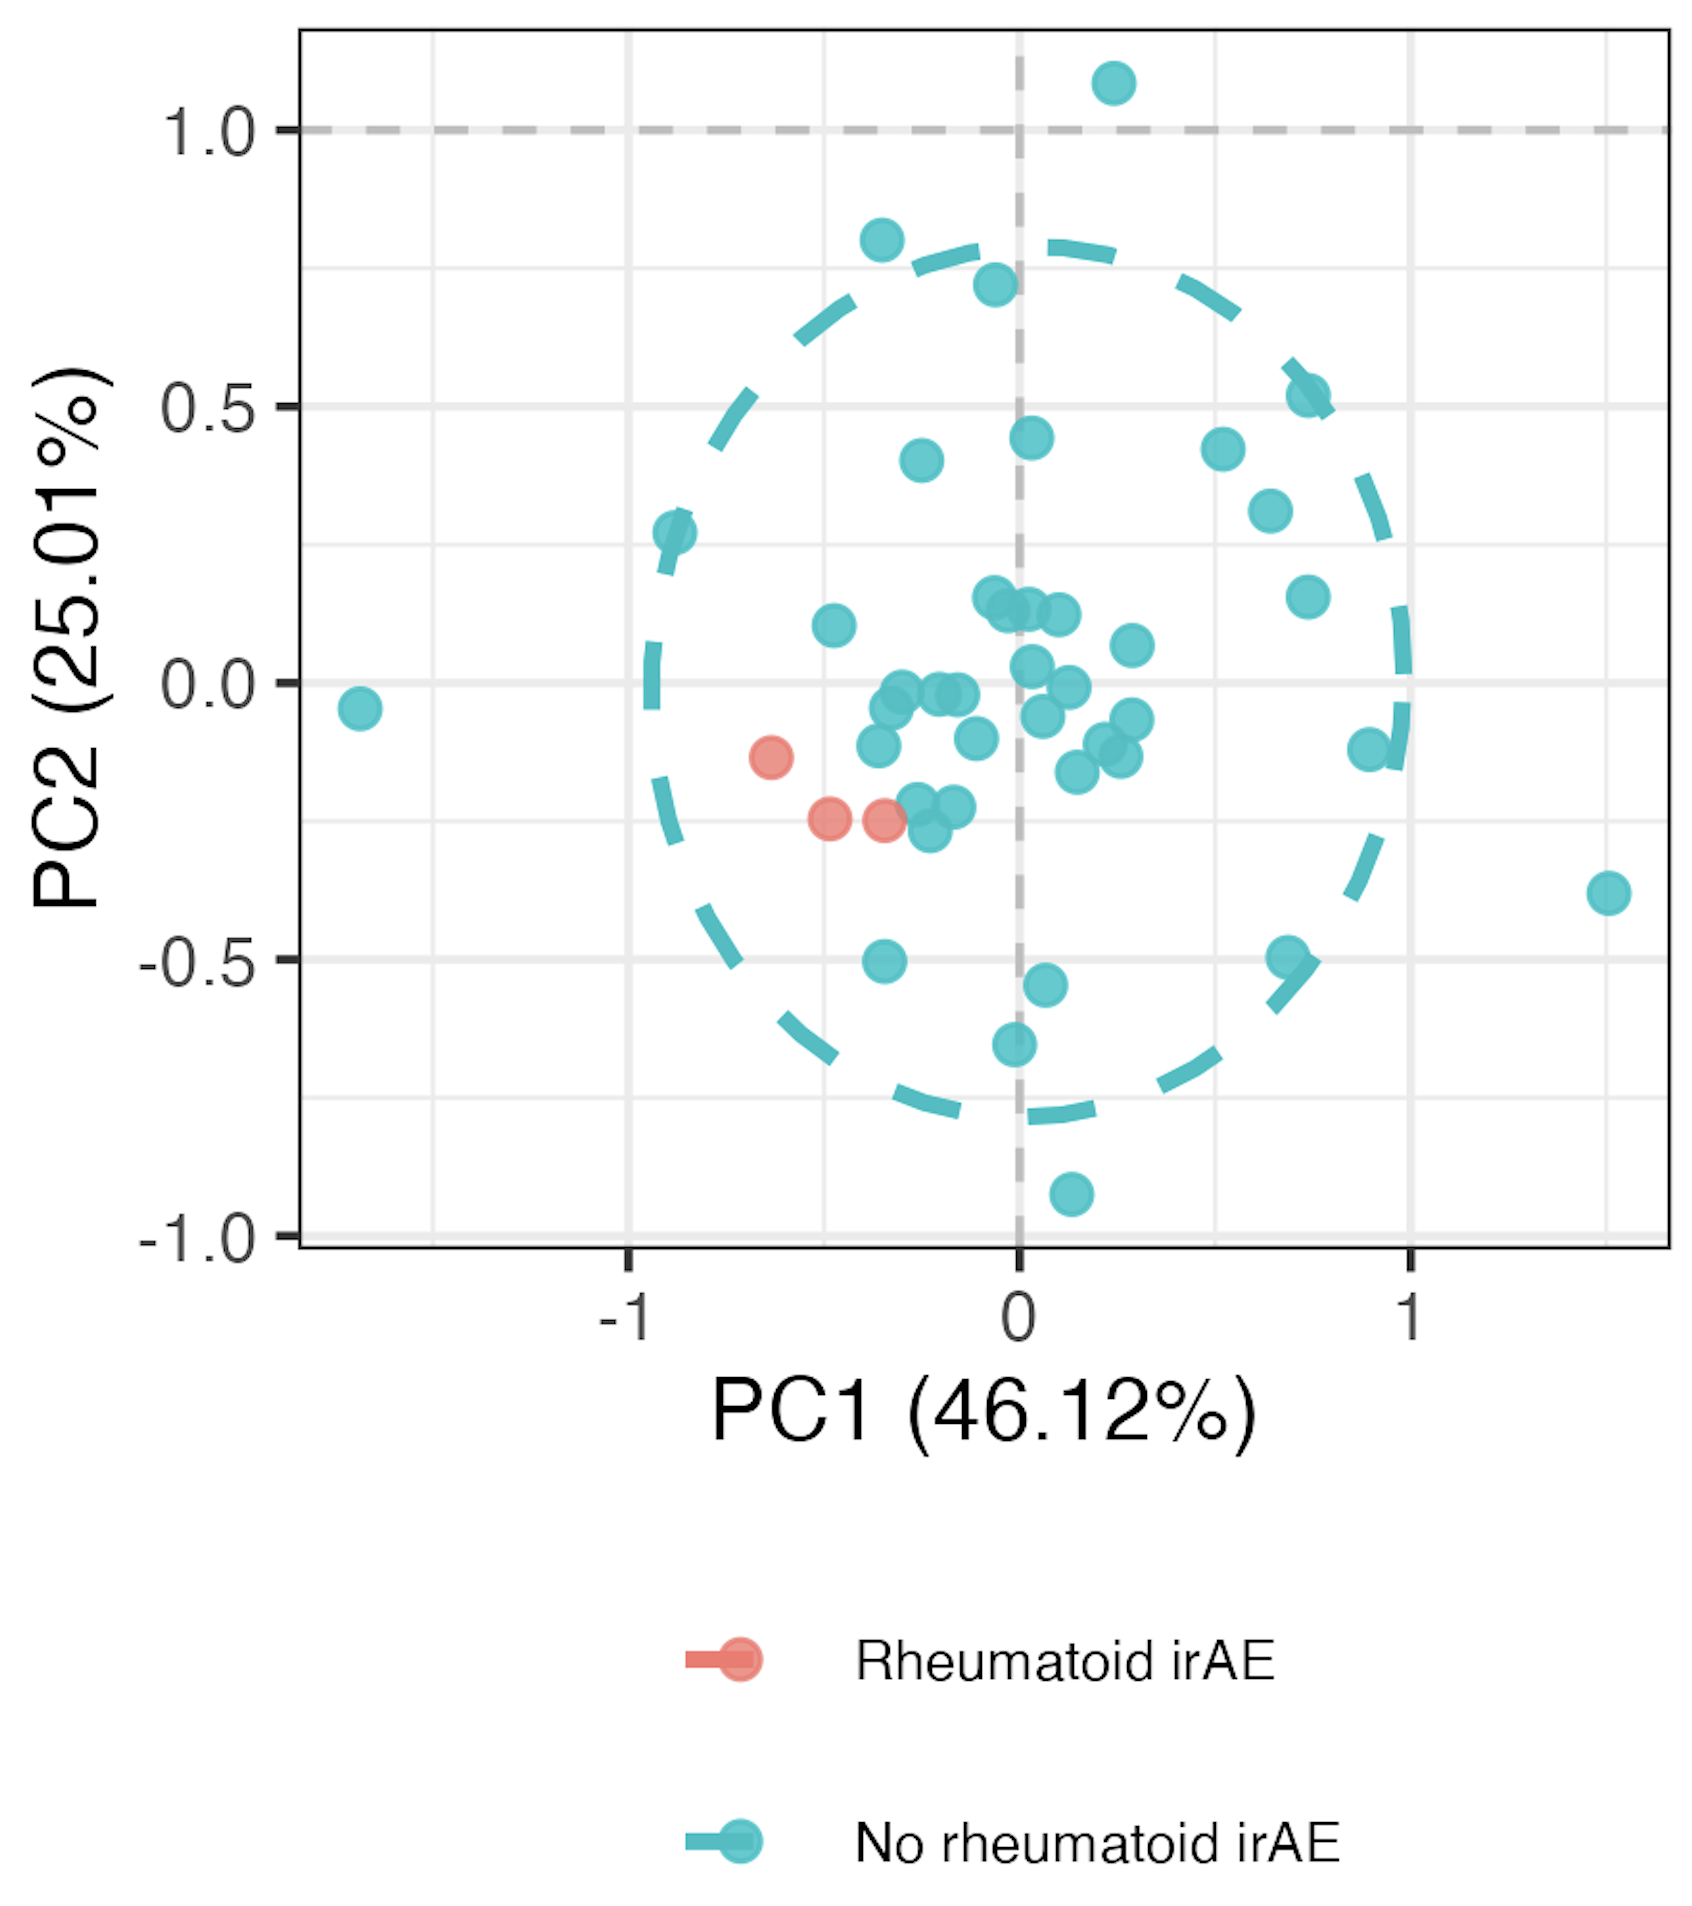 PC2 (25.01%)
1.0
0.5
0.0
-0.5
-1.0
-1 0 1
PC1 (46.12%)
Rheumatoid irAE
No rheumatoid irAE